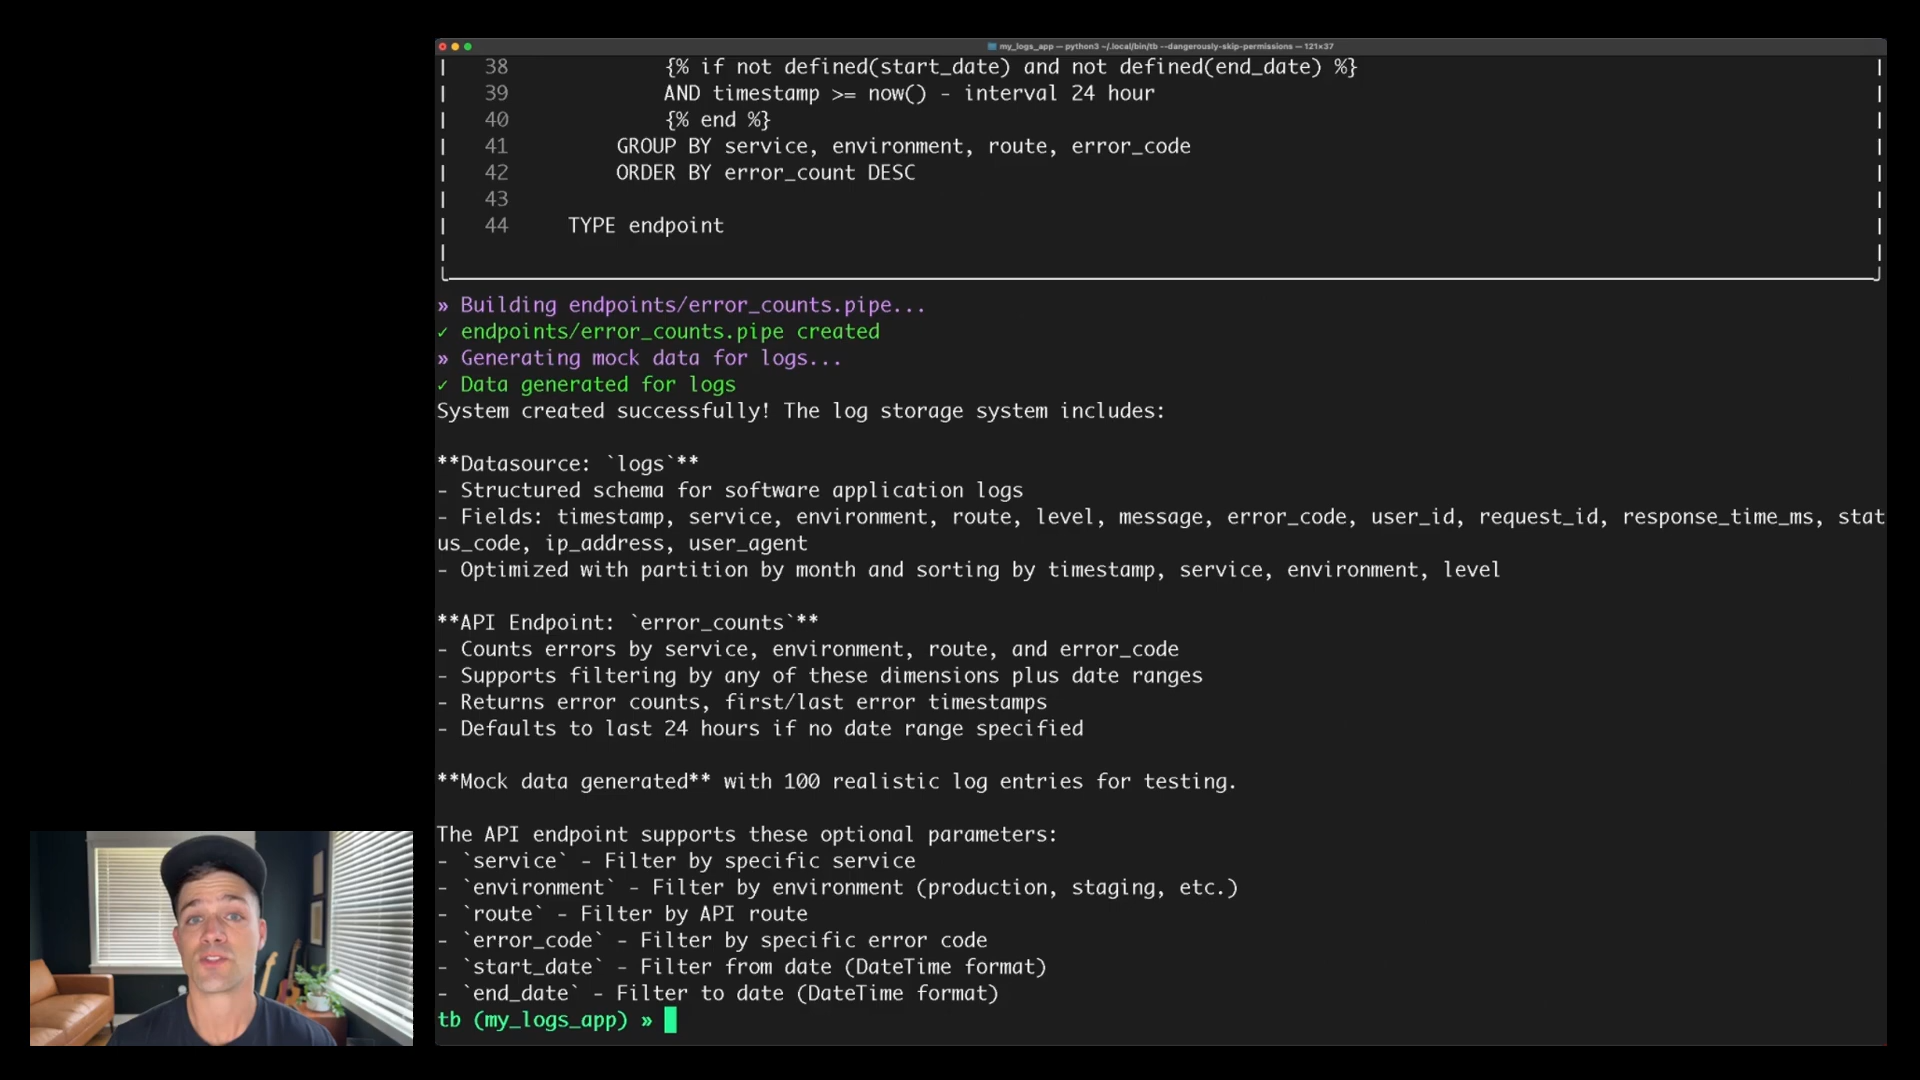 my_logs_app — python3 ~/.local/bin/tb --dangerously-skip-permissions — 121×37
38 {% if not defined(start_date) and not defined(end_date) %}
39 AND timestamp >= now() - interval 24 hour
40 {% end %}
41 GROUP BY service, environment, route, error_code
42 ORDER BY error_count DESC
43
44 TYPE endpoint
» Building endpoints/error_counts.pipe...
✓ endpoints/error_counts.pipe created
» Generating mock data for logs...
✓ Data generated for logs
System created successfully! The log storage system includes:
**Datasource: `logs`**
- Structured schema for software application logs
- Fields: timestamp, service, environment, route, level, message, error_code, user_id, request_id, response_time_ms, stat
us_code, ip_address, user_agent
- Optimized with partition by month and sorting by timestamp, service, environment, level
**API Endpoint: `error_counts`**
- Counts errors by service, environment, route, and error_code
- Supports filtering by any of these dimensions plus date ranges
- Returns error counts, first/last error timestamps
- Defaults to last 24 hours if no date range specified
**Mock data generated** with 100 realistic log entries for testing.
The API endpoint supports these optional parameters:
- `service` - Filter by specific service
- `environment` - Filter by environment (production, staging, etc.)
- `route` - Filter by API route
- `error_code` - Filter by specific error code
- `start_date` - Filter from date (DateTime format)
- `end_date` - Filter to date (DateTime format)
tb (my_logs_app) »